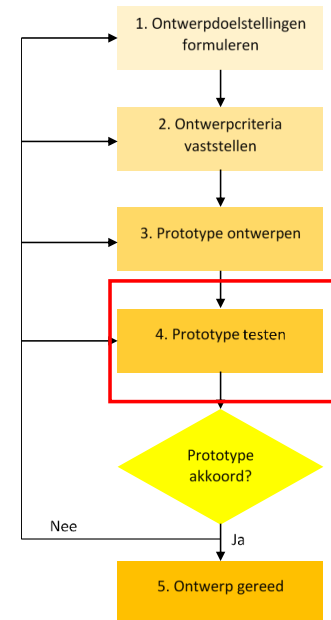 1. Ontwerpdoelstellingen
formuleren
2. Ontwerpcriteria
vaststellen
3. Prototype ontwerpen
4. Prototype testen
Prototype
akkoord?
Nee
Ja
5. Ontwerp gereed